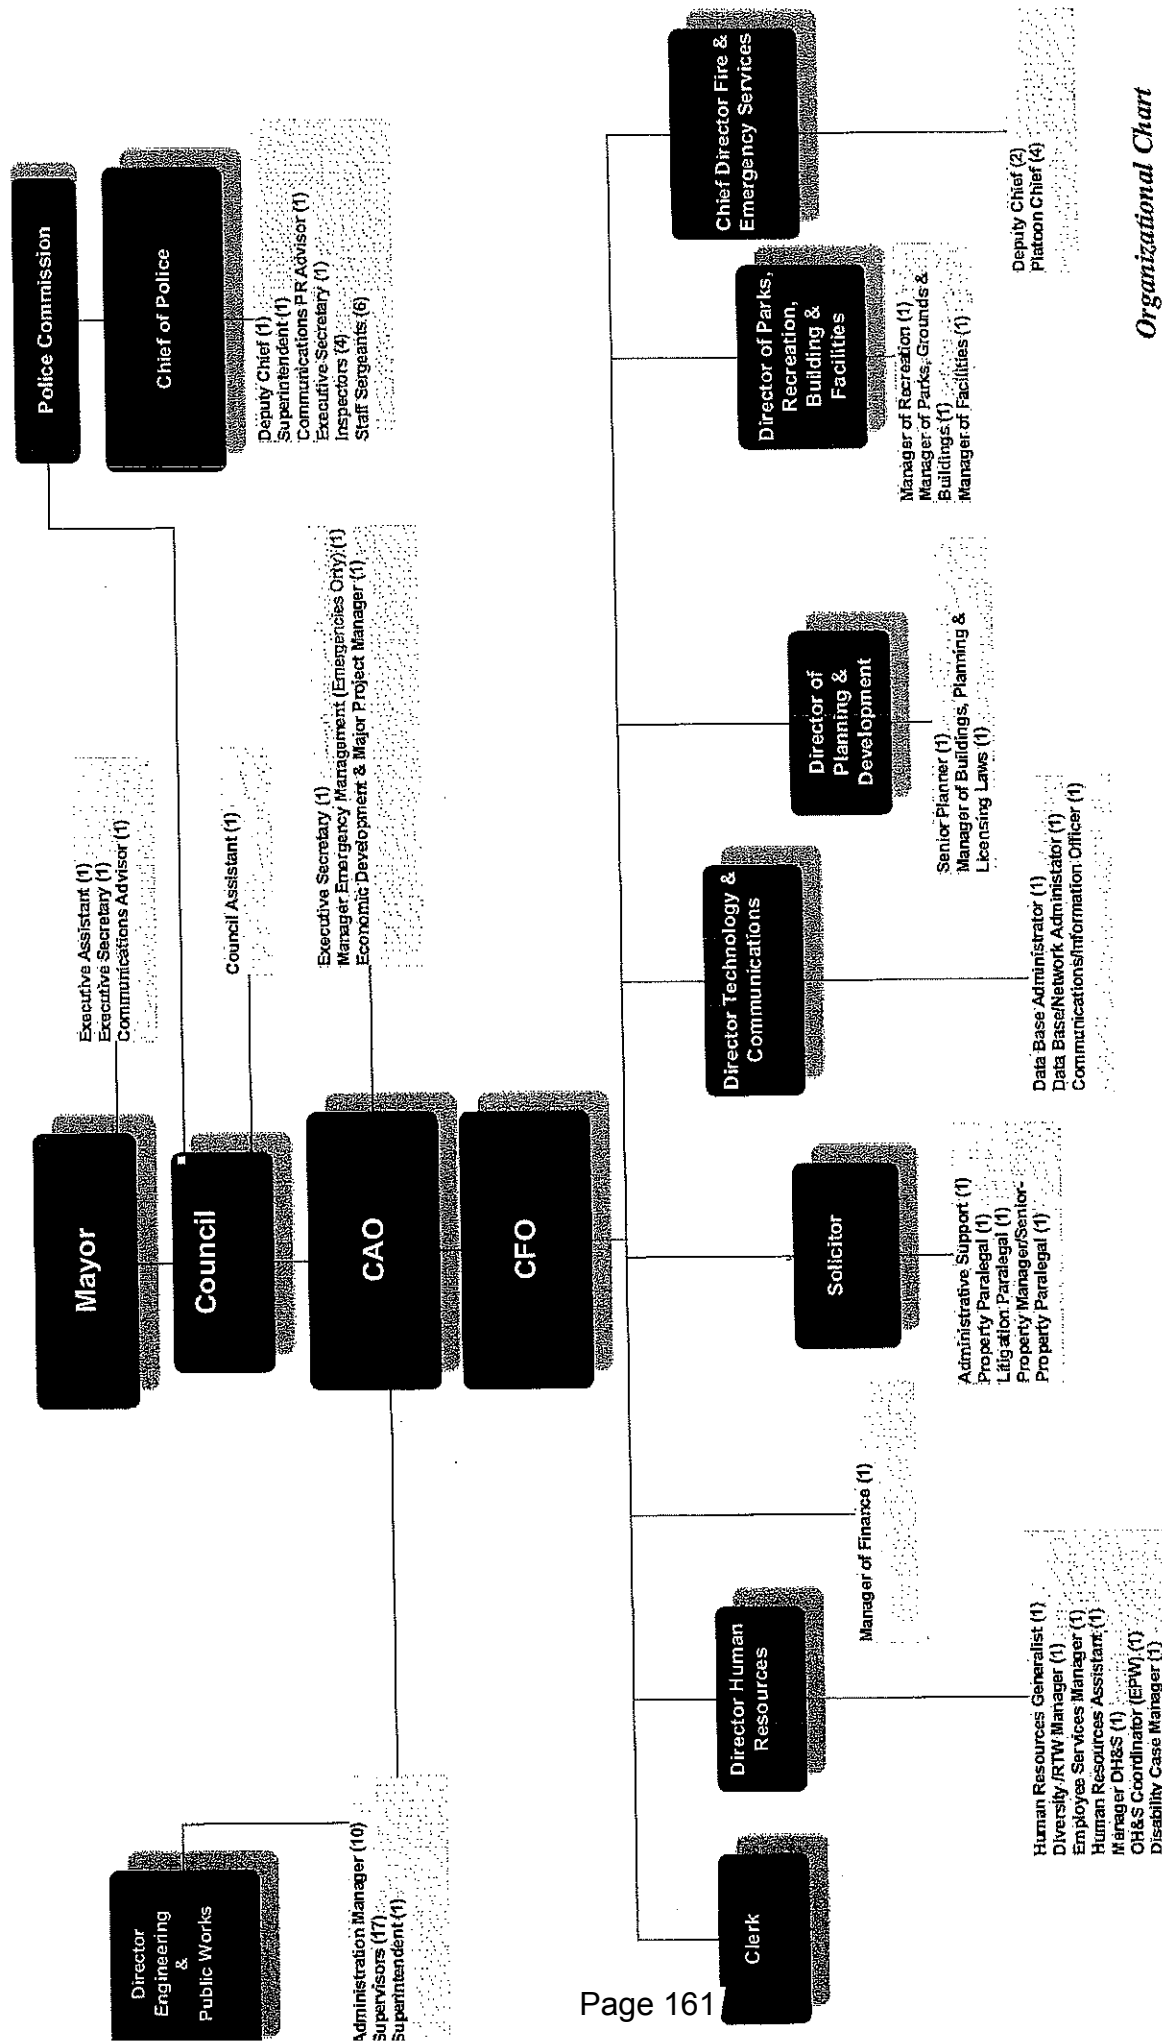 Mayor
Executive Assistant (1)
Executive Secretary (1)
Communications Advisor (1)
Council
Council Assistant (1)
Police Commission
Chief of Police
Deputy Chief (1)
Superintendent (1)
Communications PR Advisor (1)
Executive Secretary (1)
Inspectors (4)
Staff Sergeants (6)
Director
Engineering
&
Public Works
Administration Manager (10)
Supervisors (17)
Superintendent (1)
CAO
Executive Secretary (1)
Manager Emergency Management (Emergencies Only) (1)
Economic Development & Major Project Manager (1)
CFO
Clerk
Director Human
Resources
Human Resources Generalist (1)
Diversity /RTW Manager (1)
Employee Services Manager (1)
Human Resources Assistant (1)
Manager OH&S (1)
OH&S Coordinator (EPW) (1)
Disability Case Manager (1)
Manager of Finance (1)
Solicitor
Administrative Support (1)
Property Paralegal (1)
Litigation Paralegal (1)
Property Manager/Senior-
Property Paralegal (1)
Director Technology &
Communications
Data Base Administrator (1)
Data Base/Network Administator (1)
Communications/Information Officer (1)
Director of
Planning &
Development
Senior Planner (1)
Manager of Buildings, Planning &
Licensing Laws (1)
Director of Parks,
Recreation,
Building &
Facilities
Manager of Recreation (1)
Manager of Parks, Grounds &
Buildings (1)
Manager of Facilities (1)
Chief Director Fire &
Emergency Services
Deputy Chief (2)
Platoon Chief (4)
Organizational Chart
Page 161